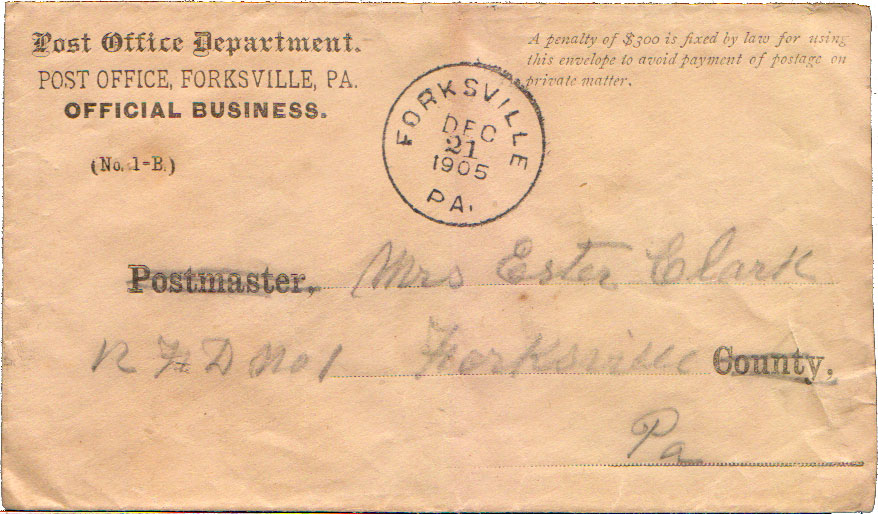 Post Office Department.
POST OFFICE, FORKSVILLE, PA.
OFFICIAL BUSINESS.
(No. 1-B.)
A penalty of $300 is fixed by law for using
this envelope to avoid payment of postage on
private matter.
FORKSVILLE
DEC
21
1905
PA.
Postmaster, Mrs Ester Clark
R F D No 1 Forksville County,
Pa